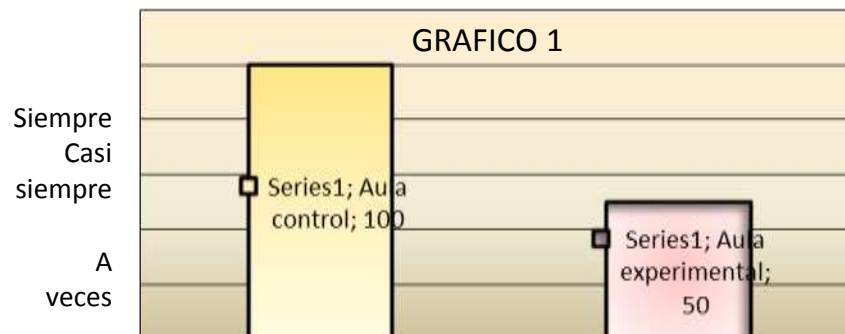 GRAFICO 1
Siempre
Casi
siempre
A
veces
Series1; Aula
control; 100
Series1; Aula
experimental;
50